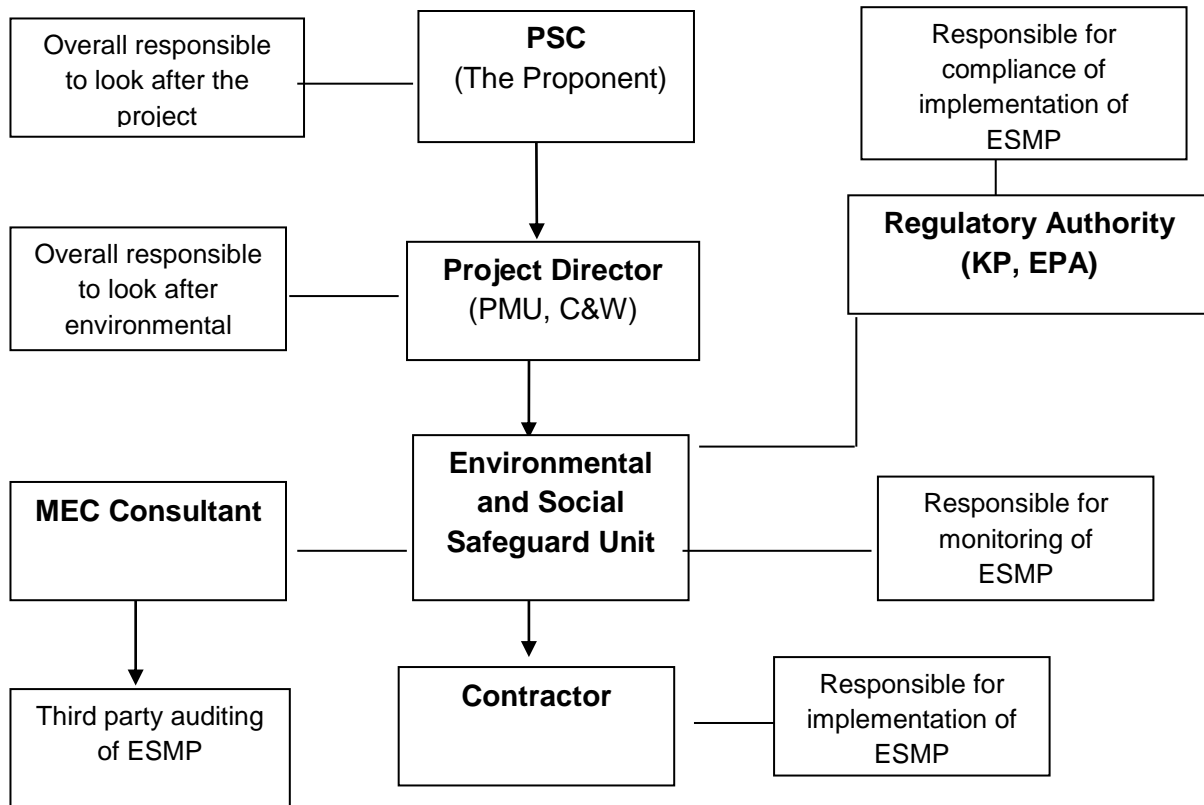 Overall responsible
to look after the
project
PSC
(The Proponent)
Responsible for
compliance of
implementation of
ESMP
Overall responsible
to look after
environmental
Project Director
(PMU, C&W)
Regulatory Authority
(KP, EPA)
MEC Consultant
Environmental
and Social
Safeguard Unit
Responsible for
monitoring of
ESMP
Third party auditing
of ESMP
Contractor
Responsible for
implementation of
ESMP